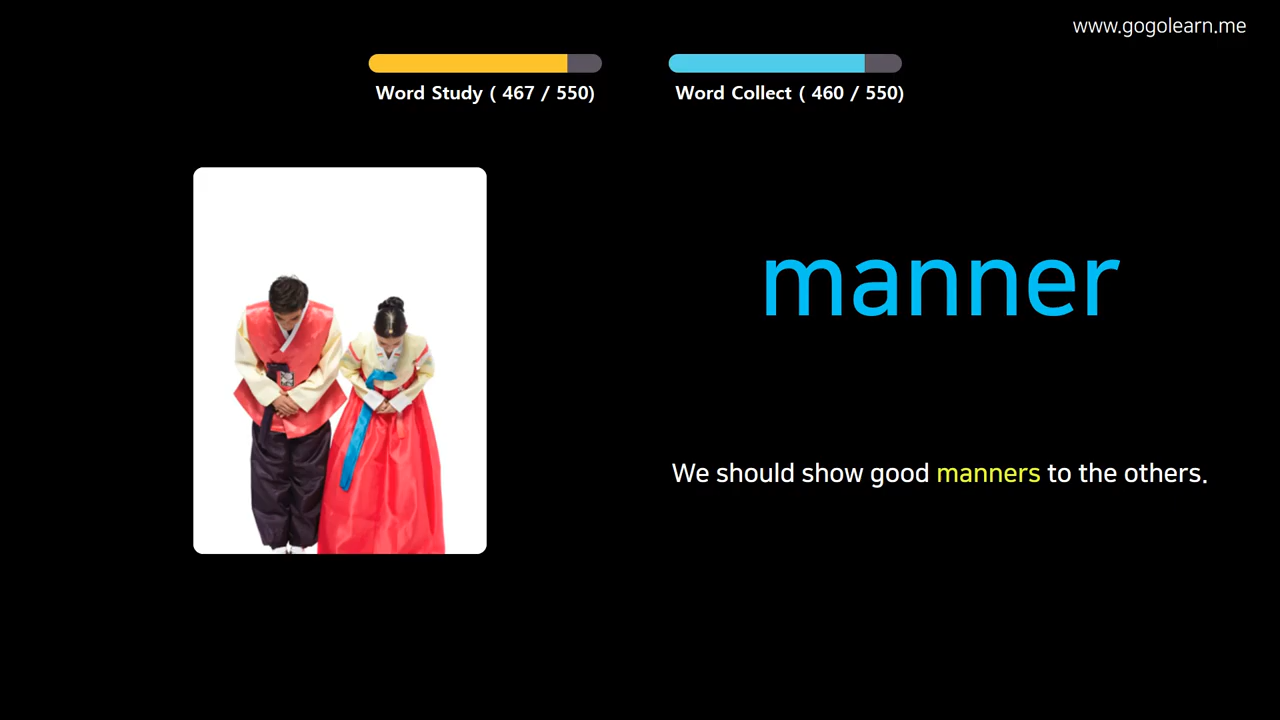 www.gogolearn.me
Word Study ( 467 / 550)
Word Collect ( 460 / 550)
manner
We should show good manners to the others.